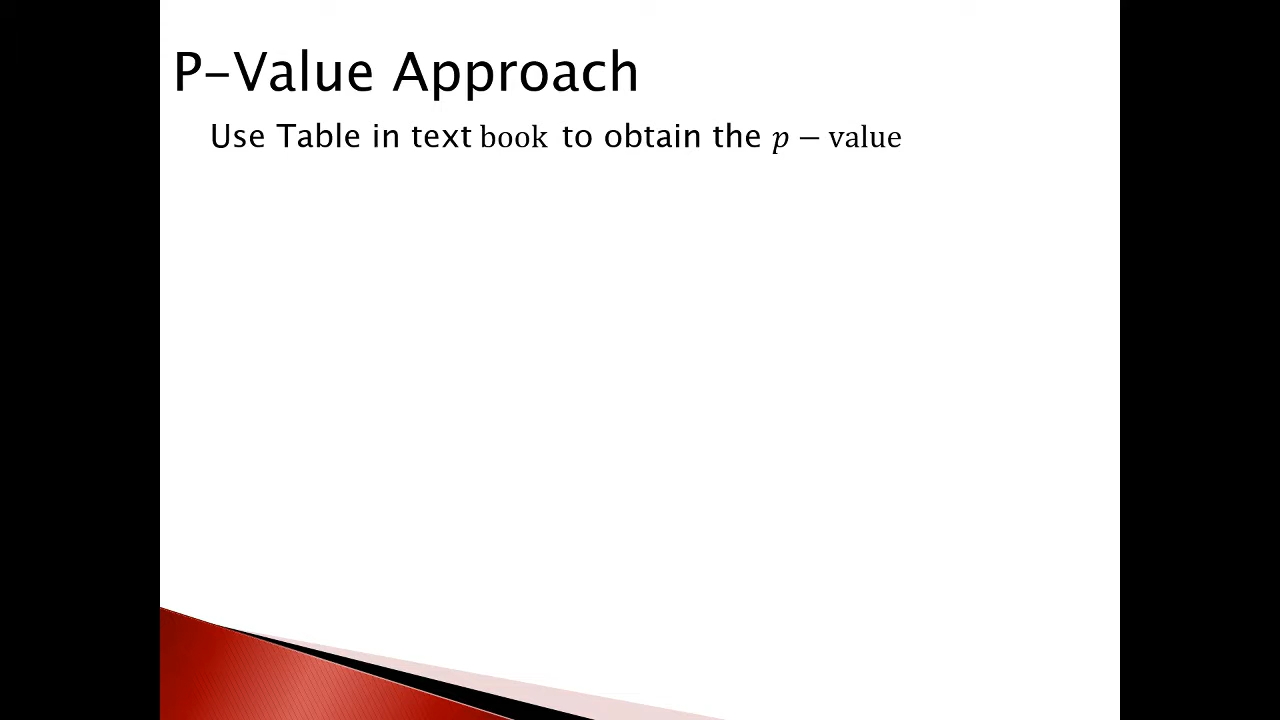 P-Value Approach
Use Table in text book to obtain the p − value